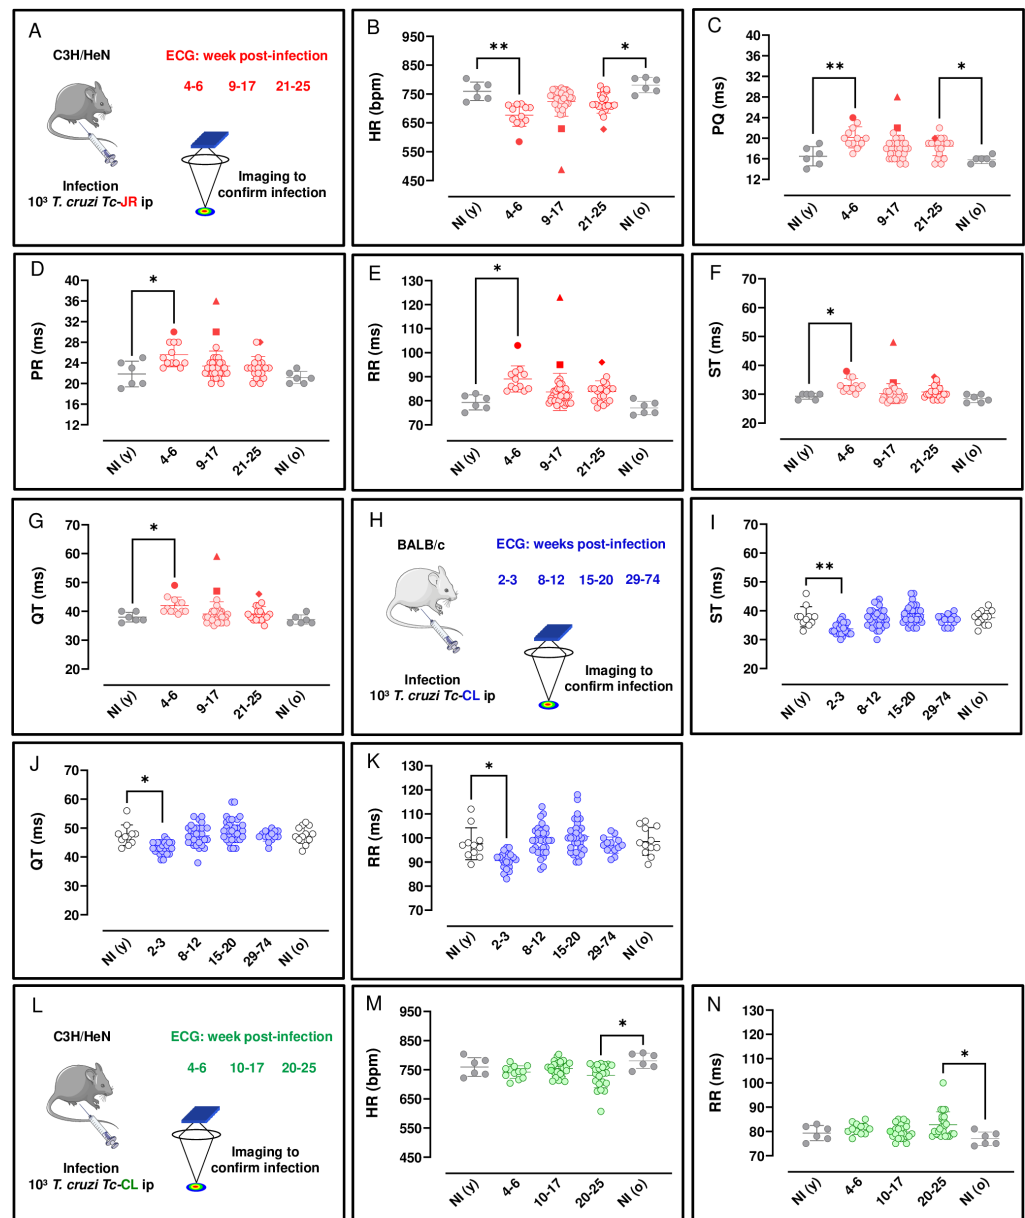 A
C3H/HeN
ECG: week post-infection
4-6 9-17 21-25
Imaging to
confirm infection
Infection
10³ T. cruzi Tc-JR ip
B
HR (bpm)
950
850
750
650
550
450
** *
NI (y) 4-6 9-17 21-25 NI (o)
C
PQ (ms)
40
36
32
28
24
20
16
12
** *
NI (y) 4-6 9-17 21-25 NI (o)
D
PR (ms)
40
36
32
28
24
20
16
12
*
NI (y) 4-6 9-17 21-25 NI (o)
E
RR (ms)
130
120
110
100
90
80
70
*
NI (y) 4-6 9-17 21-25 NI (o)
F
ST (ms)
70
60
50
40
30
20
*
NI (y) 4-6 9-17 21-25 NI (o)
G
QT (ms)
70
60
50
40
30
20
*
NI (y) 4-6 9-17 21-25 NI (o)
H
BALB/c
ECG: weeks post-infection
2-3 8-12 15-20 29-74
Imaging to
confirm infection
Infection
10³ T. cruzi Tc-CL ip
I
ST (ms)
70
60
50
40
30
20
**
NI (y) 2-3 8-12 15-20 29-74 NI (o)
J
QT (ms)
70
60
50
40
30
20
*
NI (y) 2-3 8-12 15-20 29-74 NI (o)
K
RR (ms)
130
120
110
100
90
80
70
*
NI (y) 2-3 8-12 15-20 29-74 NI (o)
L
C3H/HeN
ECG: week post-infection
4-6 10-17 20-25
Imaging to
confirm infection
Infection
10³ T. cruzi Tc-CL ip
M
HR (bpm)
950
850
750
650
550
450
*
NI (y) 4-6 10-17 20-25 NI (o)
N
RR (ms)
130
120
110
100
90
80
70
*
NI (y) 4-6 10-17 20-25 NI (o)